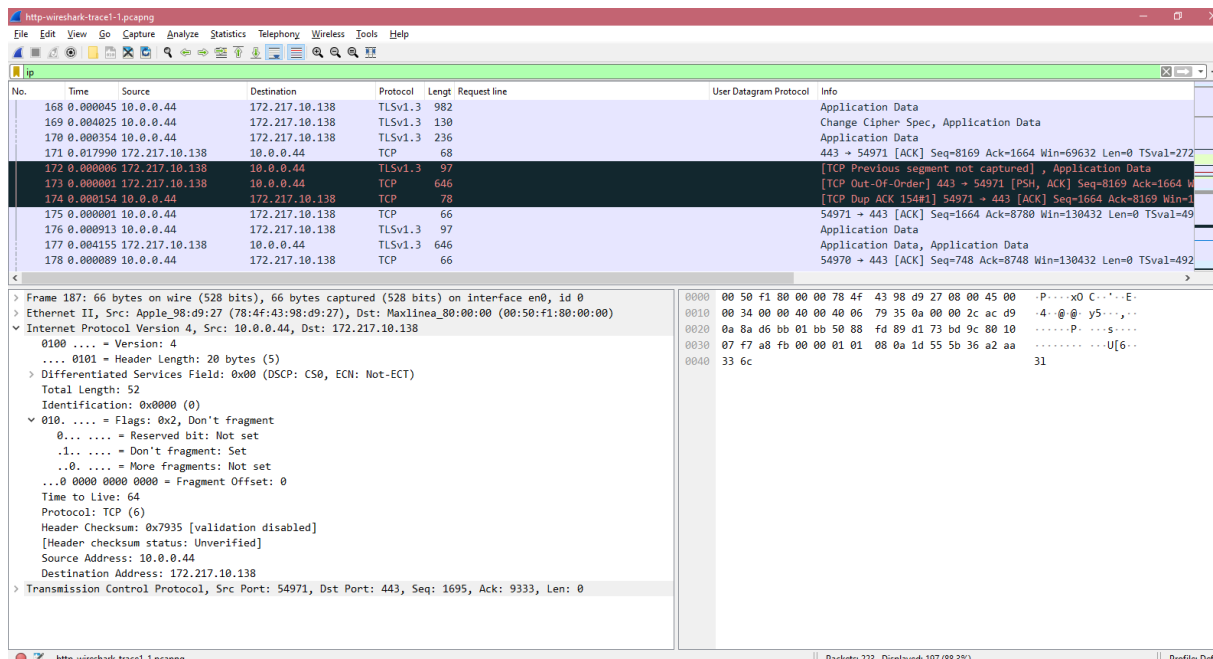 http-wireshark-trace1-1.pcapng
File Edit View Go Capture Analyze Statistics Telephony Wireless Tools Help
ip
No. Time Source Destination Protocol Lengt Request line User Datagram Protocol Info
168 0.000045 10.0.0.44 172.217.10.138 TLSv1.3 982 Application Data
169 0.004025 10.0.0.44 172.217.10.138 TLSv1.3 130 Change Cipher Spec, Application Data
170 0.000354 10.0.0.44 172.217.10.138 TLSv1.3 236 Application Data
171 0.017990 172.217.10.138 10.0.0.44 TCP 68 443 → 54971 [ACK] Seq=8169 Ack=1664 Win=69632 Len=0 TSval=272
172 0.000006 172.217.10.138 10.0.0.44 TLSv1.3 97 [TCP Previous segment not captured] , Application Data
173 0.000001 172.217.10.138 10.0.0.44 TCP 646 [TCP Out-Of-Order] 443 → 54971 [PSH, ACK] Seq=8169 Ack=1664 W
174 0.000154 10.0.0.44 172.217.10.138 TCP 78 [TCP Dup ACK 154#1] 54971 → 443 [ACK] Seq=1664 Ack=8169 Win=1
175 0.000001 10.0.0.44 172.217.10.138 TCP 66 54971 → 443 [ACK] Seq=1664 Ack=8780 Win=130432 Len=0 TSval=49
176 0.000913 10.0.0.44 172.217.10.138 TLSv1.3 97 Application Data
177 0.004155 172.217.10.138 10.0.0.44 TLSv1.3 646 Application Data, Application Data
178 0.000089 10.0.0.44 172.217.10.138 TCP 66 54970 → 443 [ACK] Seq=748 Ack=8748 Win=130432 Len=0 TSval=492
Frame 187: 66 bytes on wire (528 bits), 66 bytes captured (528 bits) on interface en0, id 0
Ethernet II, Src: Apple_98:d9:27 (78:4f:43:98:d9:27), Dst: Maxlinea_80:00:00 (00:50:f1:80:00:00)
Internet Protocol Version 4, Src: 10.0.0.44, Dst: 172.217.10.138
0100 .... = Version: 4
.... 0101 = Header Length: 20 bytes (5)
Differentiated Services Field: 0x00 (DSCP: CS0, ECN: Not-ECT)
Total Length: 52
Identification: 0x0000 (0)
010. .... = Flags: 0x2, Don't fragment
0... .... = Reserved bit: Not set
.1.. .... = Don't fragment: Set
..0. .... = More fragments: Not set
...0 0000 0000 0000 = Fragment Offset: 0
Time to Live: 64
Protocol: TCP (6)
Header Checksum: 0x7935 [validation disabled]
[Header checksum status: Unverified]
Source Address: 10.0.0.44
Destination Address: 172.217.10.138
Transmission Control Protocol, Src Port: 54971, Dst Port: 443, Seq: 1695, Ack: 9333, Len: 0
0000 00 50 f1 80 00 00 78 4f 43 98 d9 27 08 00 45 00 ·P····xO C··'··E·
0010 00 34 00 00 40 00 40 06 79 35 0a 00 00 2c ac d9 ·4··@·@· y5···,··
0020 0a 8a d6 bb 01 bb 50 88 fd 89 d1 73 bd 9c 80 10 ······P· ···s····
0030 07 f7 a8 fb 00 00 01 01 08 0a 1d 55 5b 36 a2 aa ········ ···U[6··
0040 33 6c 3l
http-wireshark-trace1-1.pcapng Packets: 223 · Displayed: 197 (88.3%) Profile: Def